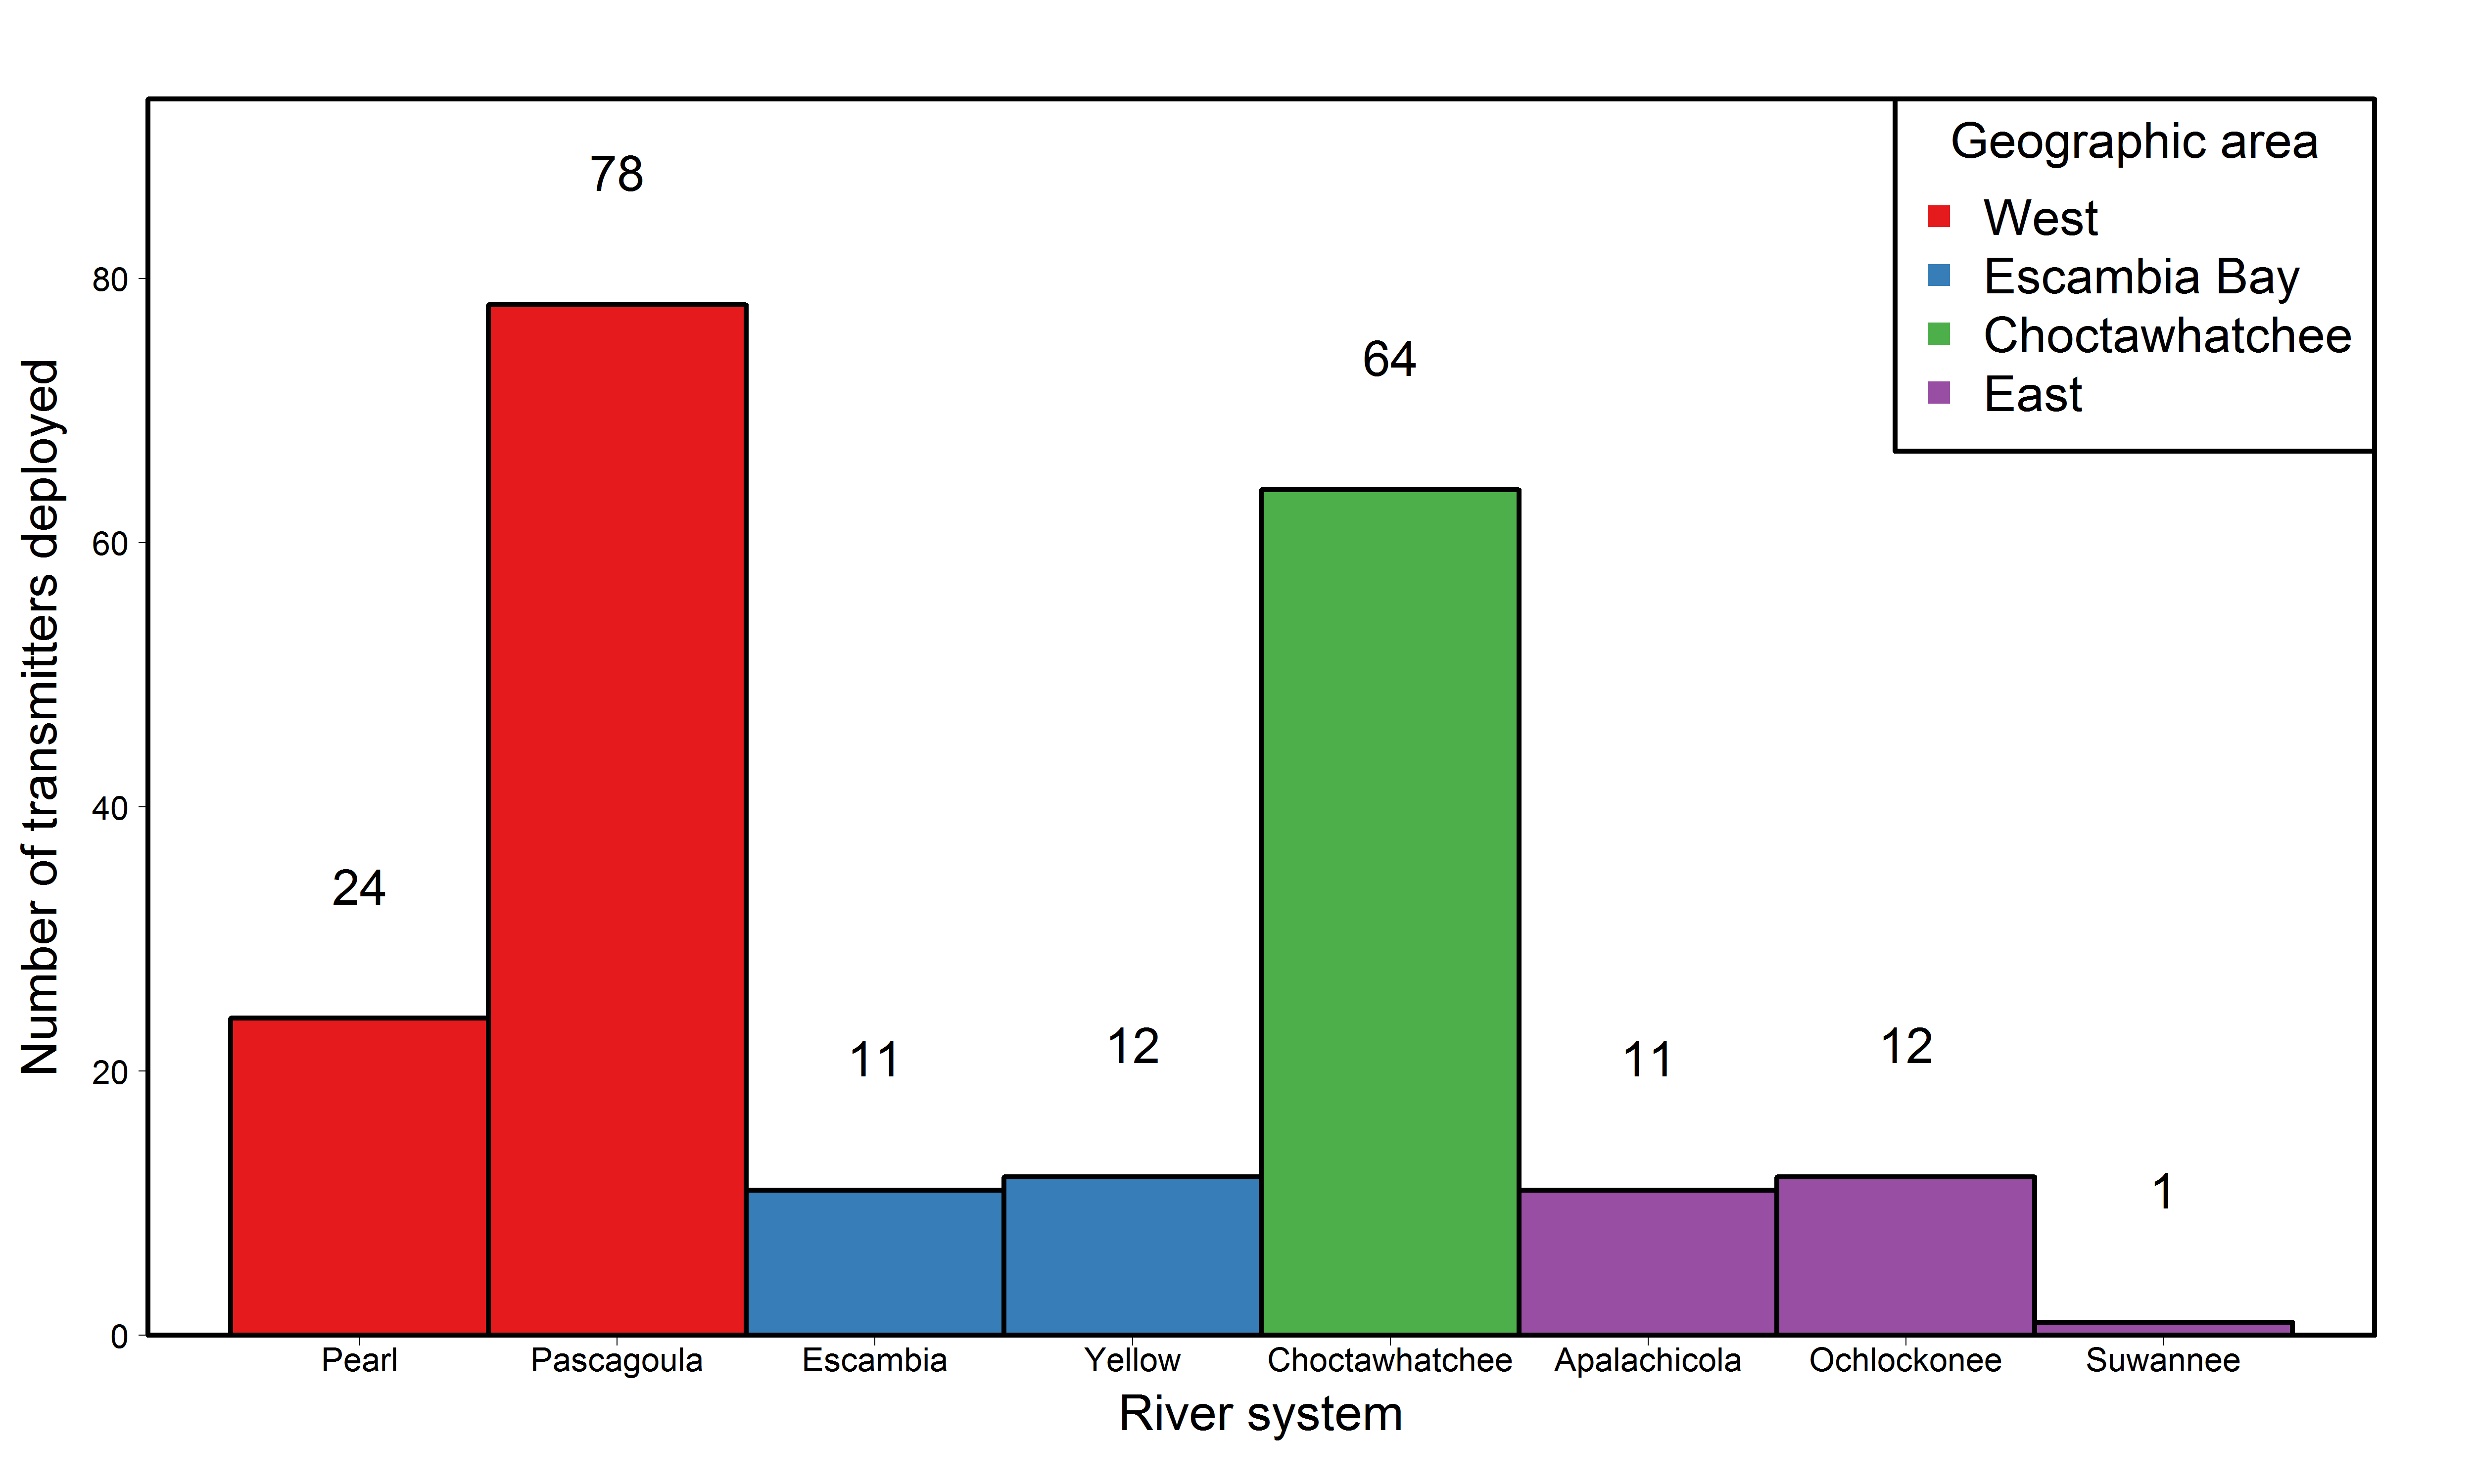 Geographic area
West
Escambia Bay
Choctawhatchee
East
78
64
24
11
12
11
12
1
Number of transmitters deployed
80
60
40
20
0
Pearl
Pascagoula
Escambia
Yellow
Choctawhatchee
Apalachicola
Ochlockonee
Suwannee
River system